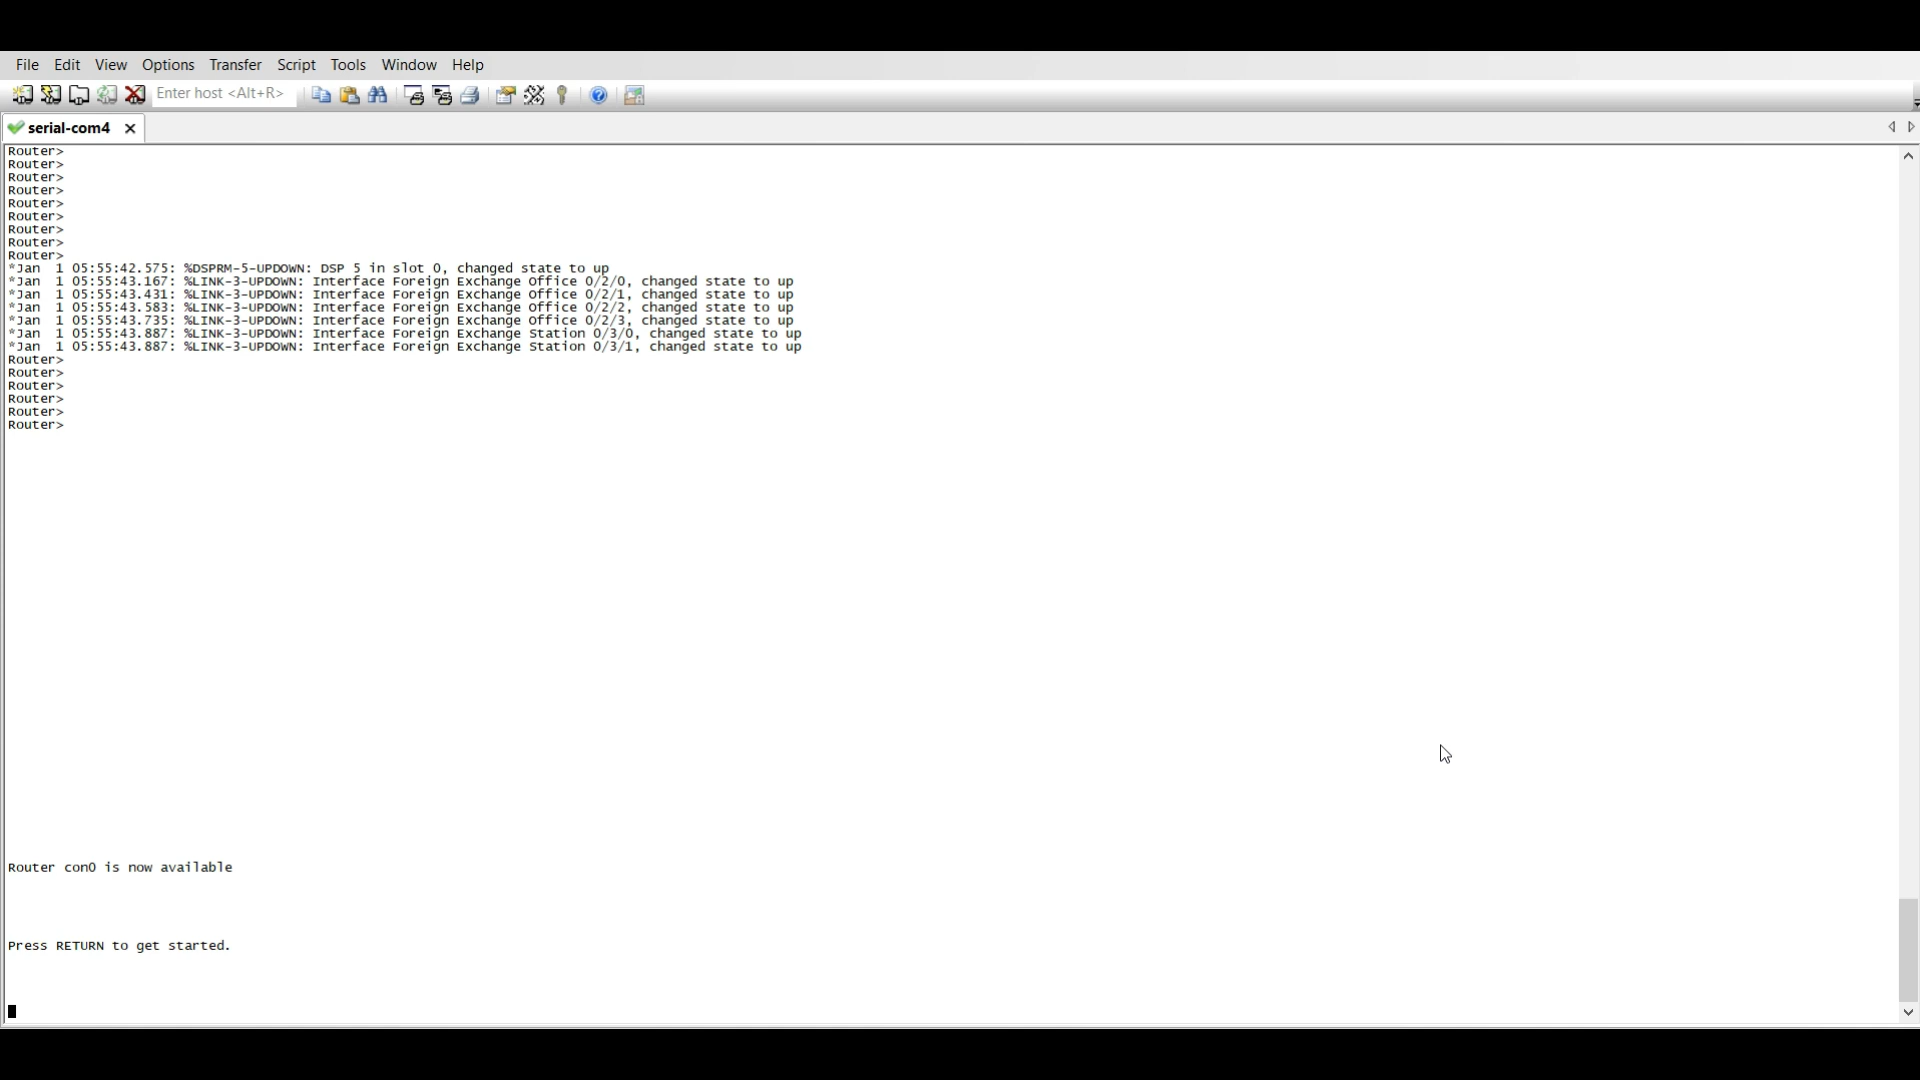 File Edit View Options Transfer Script Tools Window Help
Enter host <Alt+R>
serial-com4
Router>
Router>
Router>
Router>
Router>
Router>
Router>
Router>
Router>
*Jan  1 05:55:42.575: %DSPRM-5-UPDOWN: DSP 5 in slot 0, changed state to up
*Jan  1 05:55:43.167: %LINK-3-UPDOWN: Interface Foreign Exchange Office 0/2/0, changed state to up
*Jan  1 05:55:43.431: %LINK-3-UPDOWN: Interface Foreign Exchange Office 0/2/1, changed state to up
*Jan  1 05:55:43.583: %LINK-3-UPDOWN: Interface Foreign Exchange Office 0/2/2, changed state to up
*Jan  1 05:55:43.735: %LINK-3-UPDOWN: Interface Foreign Exchange Office 0/2/3, changed state to up
*Jan  1 05:55:43.887: %LINK-3-UPDOWN: Interface Foreign Exchange Station 0/3/0, changed state to up
*Jan  1 05:55:43.887: %LINK-3-UPDOWN: Interface Foreign Exchange Station 0/3/1, changed state to up
Router>
Router>
Router>
Router>
Router>
Router>
Router con0 is now available
Press RETURN to get started.